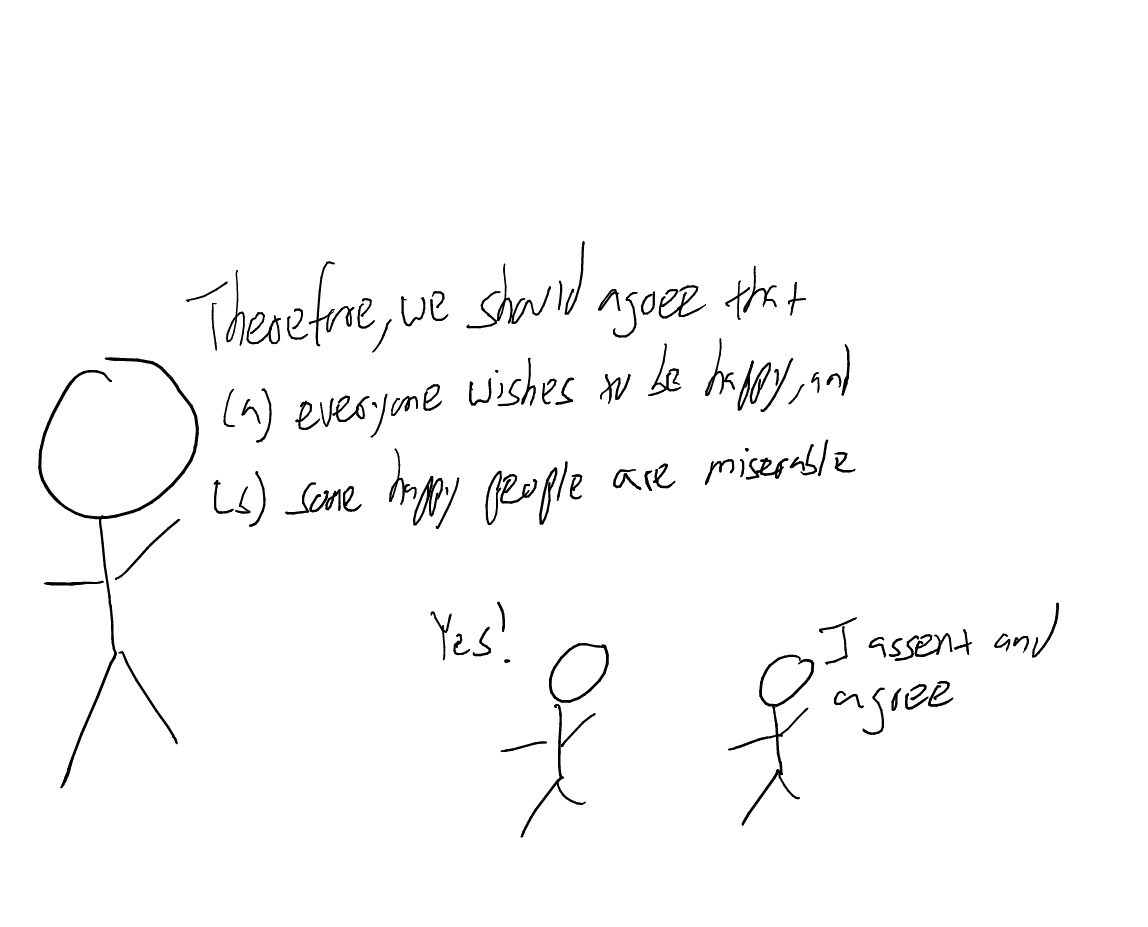 Therefore, we should agree that
(a) everyone wishes to be happy, and
(s) some happy people are miserable
Yes!
I assent and
agree